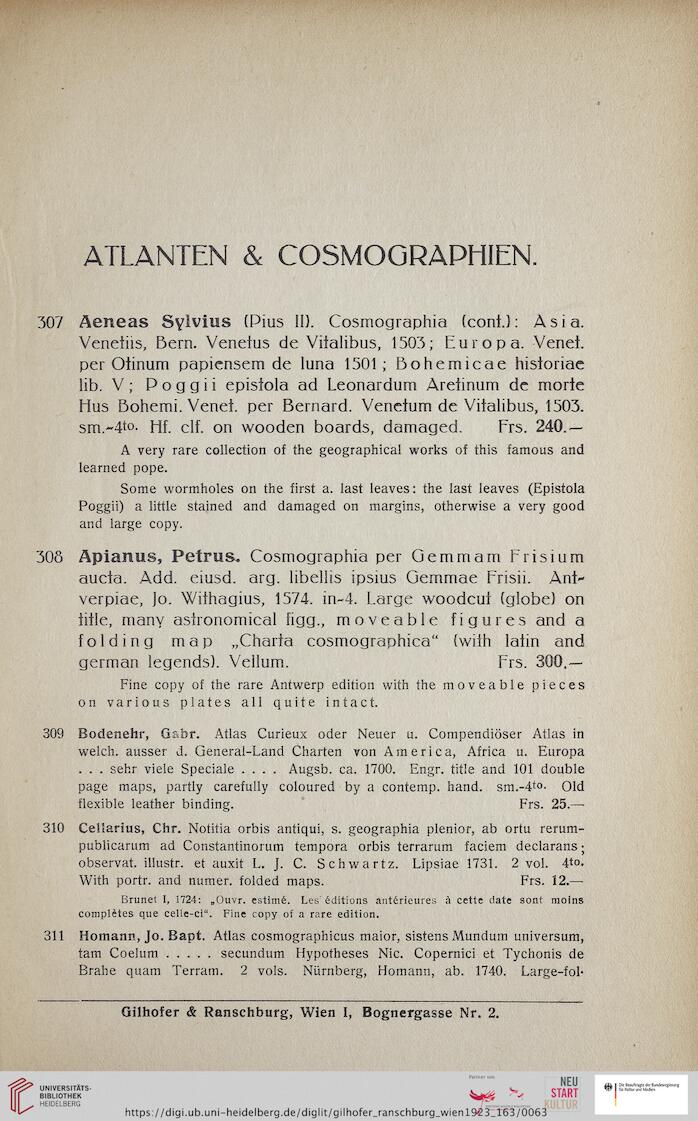 ATLANTEN & COSMOGRAPHIEN.
307 Aeneas Sylvius (Pius II). Cosmographia (cont.): Asia.
Venetiis, Bern. Venetus de Vitalibus, 1503; Europa. Venet.
per Otinum papiensem de luna 1501; Bohemicae historiae
lib. V; Poggii epistola ad Leonardum Aretinum de morte
Hus Bohemi. Venet. per Bernard. Venetum de Vitalibus, 1503.
sm.-4to. Hf. clf. on wooden boards, damaged. Frs. 240.—
A very rare collection of the geographical works of this famous and
learned pope.
Some wormholes on the first a. last leaves: the last leaves (Epistola
Poggii) a little stained and damaged on margins, otherwise a very good
and large copy.
308 Apianus, Petrus. Cosmographia per Gemmam Frisium
aucta. Add. eiusd. arg. libellis ipsius Gemmae Frisii. Ant-
verpiae, Jo. Withagius, 1574. in-4. Large woodcut (globe) on
title, many astronomical figg., moveable figures and a
folding map „Charta cosmographica“ (with latin and
german legends). Vellum. Frs. 300.—
Fine copy of the rare Antwerp edition with the moveable pieces
on various plates all quite intact.
309 Bodenehr, Gabr. Atlas Curieux oder Neuer u. Compendiöser Atlas in
welch. ausser d. General-Land Charten von America, Africa u. Europa
. . . sehr viele Speciale . . . . Augsb. ca. 1700. Engr. title and 101 double
page maps, partly carefully coloured by a contemp. hand. sm.-4to. Old
flexible leather binding. Frs. 25.—
310 Cellarius, Chr. Notitia orbis antiqui, s. geographia plenior, ab ortu rerum-
publicarum ad Constantinorum tempora orbis terrarum faciem declarans;
observat. illustr. et auxit L. J. C. Schwartz. Lipsiae 1731. 2 vol. 4to.
With portr. and numer. folded maps. Frs. 12.—
Brunet I, 1724: „Ouvr. estimé. Les éditions antérieures à cette date sont moins
complètes que celle-ci“. Fine copy of a rare edition.
311 Homann, Jo. Bapt. Atlas cosmographicus maior, sistens Mundum universum,
tam Coelum . . . . . secundum Hypotheses Nic. Copernici et Tychonis de
Brahe quam Terram. 2 vols. Nürnberg, Homann, ab. 1740. Large-fol.
Gilhofer & Ranschburg, Wien I, Bognergasse Nr. 2.
UNIVERSITÄTS-
BIBLIOTHEK
HEIDELBERG
https://digi.ub.uni-heidelberg.de/diglit/gilhofer_ranschburg_wien1923_163/0063
Partner von
NEU
START
KULTUR
Die Beauftragte der Bundesregierung
für Kultur und Medien